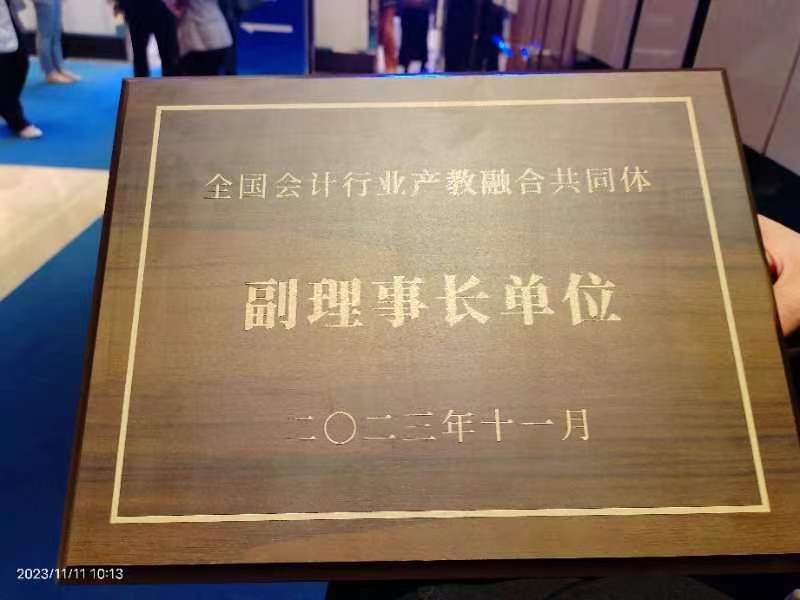 全国会计行业产教融合共同体
副理事长单位
二〇二三年十一月
2023/11/11 10:13